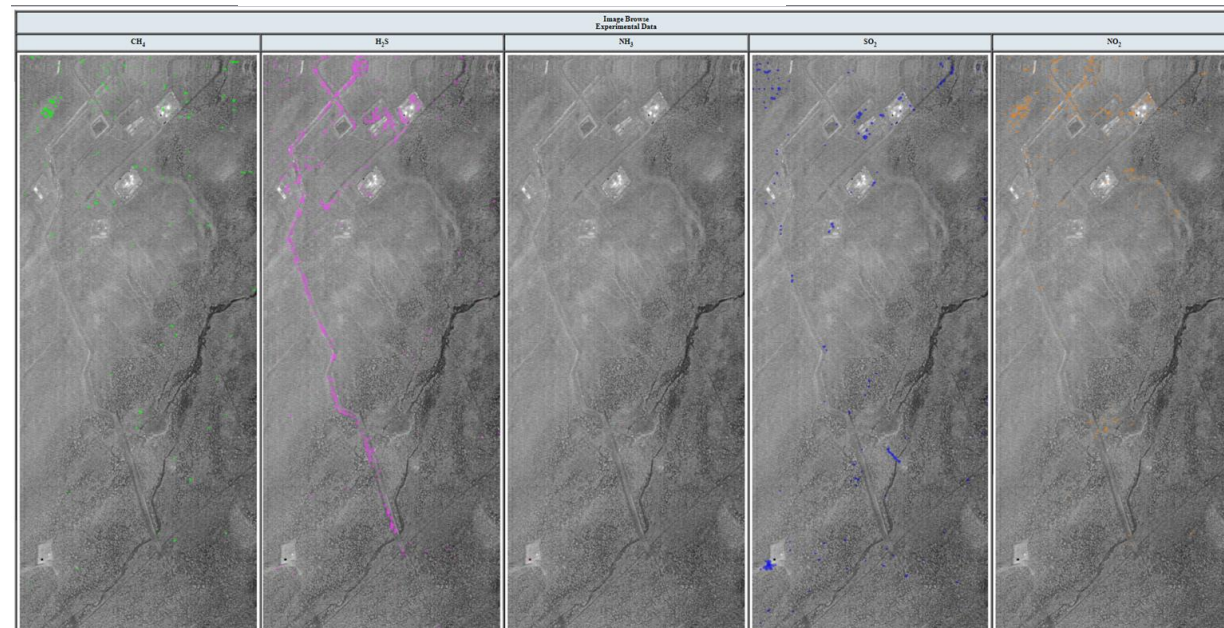 Image Browse
Experimental Data
CH₄
H₂S
NH₃
SO₂
NO₂